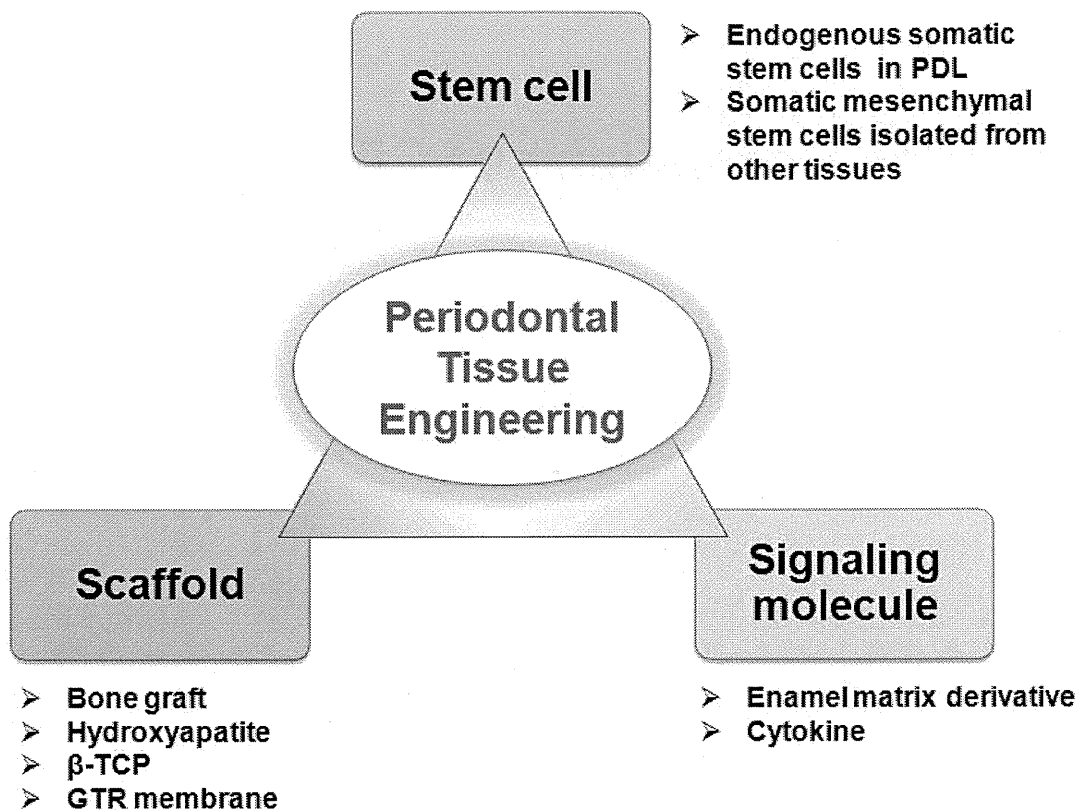 Stem cell
➢ Endogenous somatic
stem cells in PDL
➢ Somatic mesenchymal
stem cells isolated from
other tissues
Periodontal
Tissue
Engineering
Scaffold
➢ Bone graft
➢ Hydroxyapatite
➢ β-TCP
➢ GTR membrane
Signaling
molecule
➢ Enamel matrix derivative
➢ Cytokine